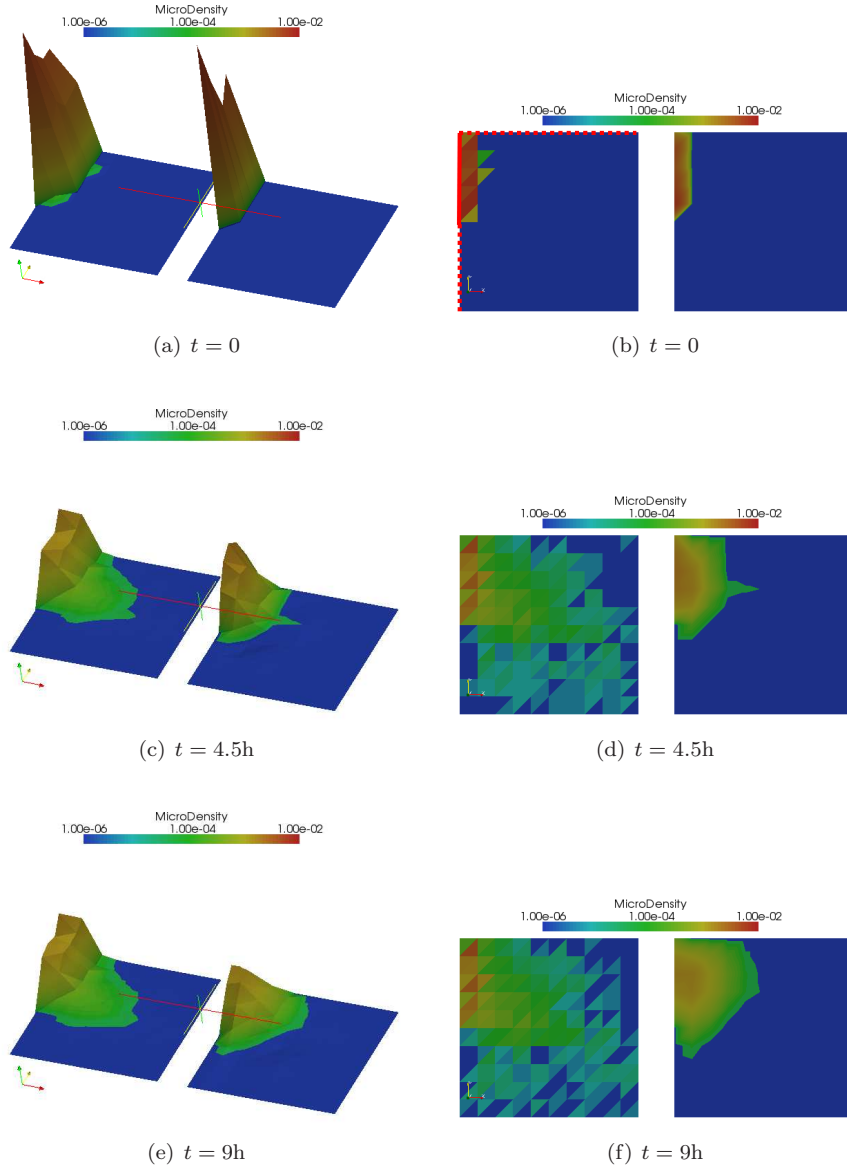 MicroDensity
1.00e-06 1.00e-04 1.00e-02
MicroDensity
1.00e-06 1.00e-04 1.00e-02
(a) t = 0
(b) t = 0
MicroDensity
1.00e-06 1.00e-04 1.00e-02
MicroDensity
1.00e-06 1.00e-04 1.00e-02
(c) t = 4.5h
(d) t = 4.5h
MicroDensity
1.00e-06 1.00e-04 1.00e-02
MicroDensity
1.00e-06 1.00e-04 1.00e-02
(e) t = 9h
(f) t = 9h